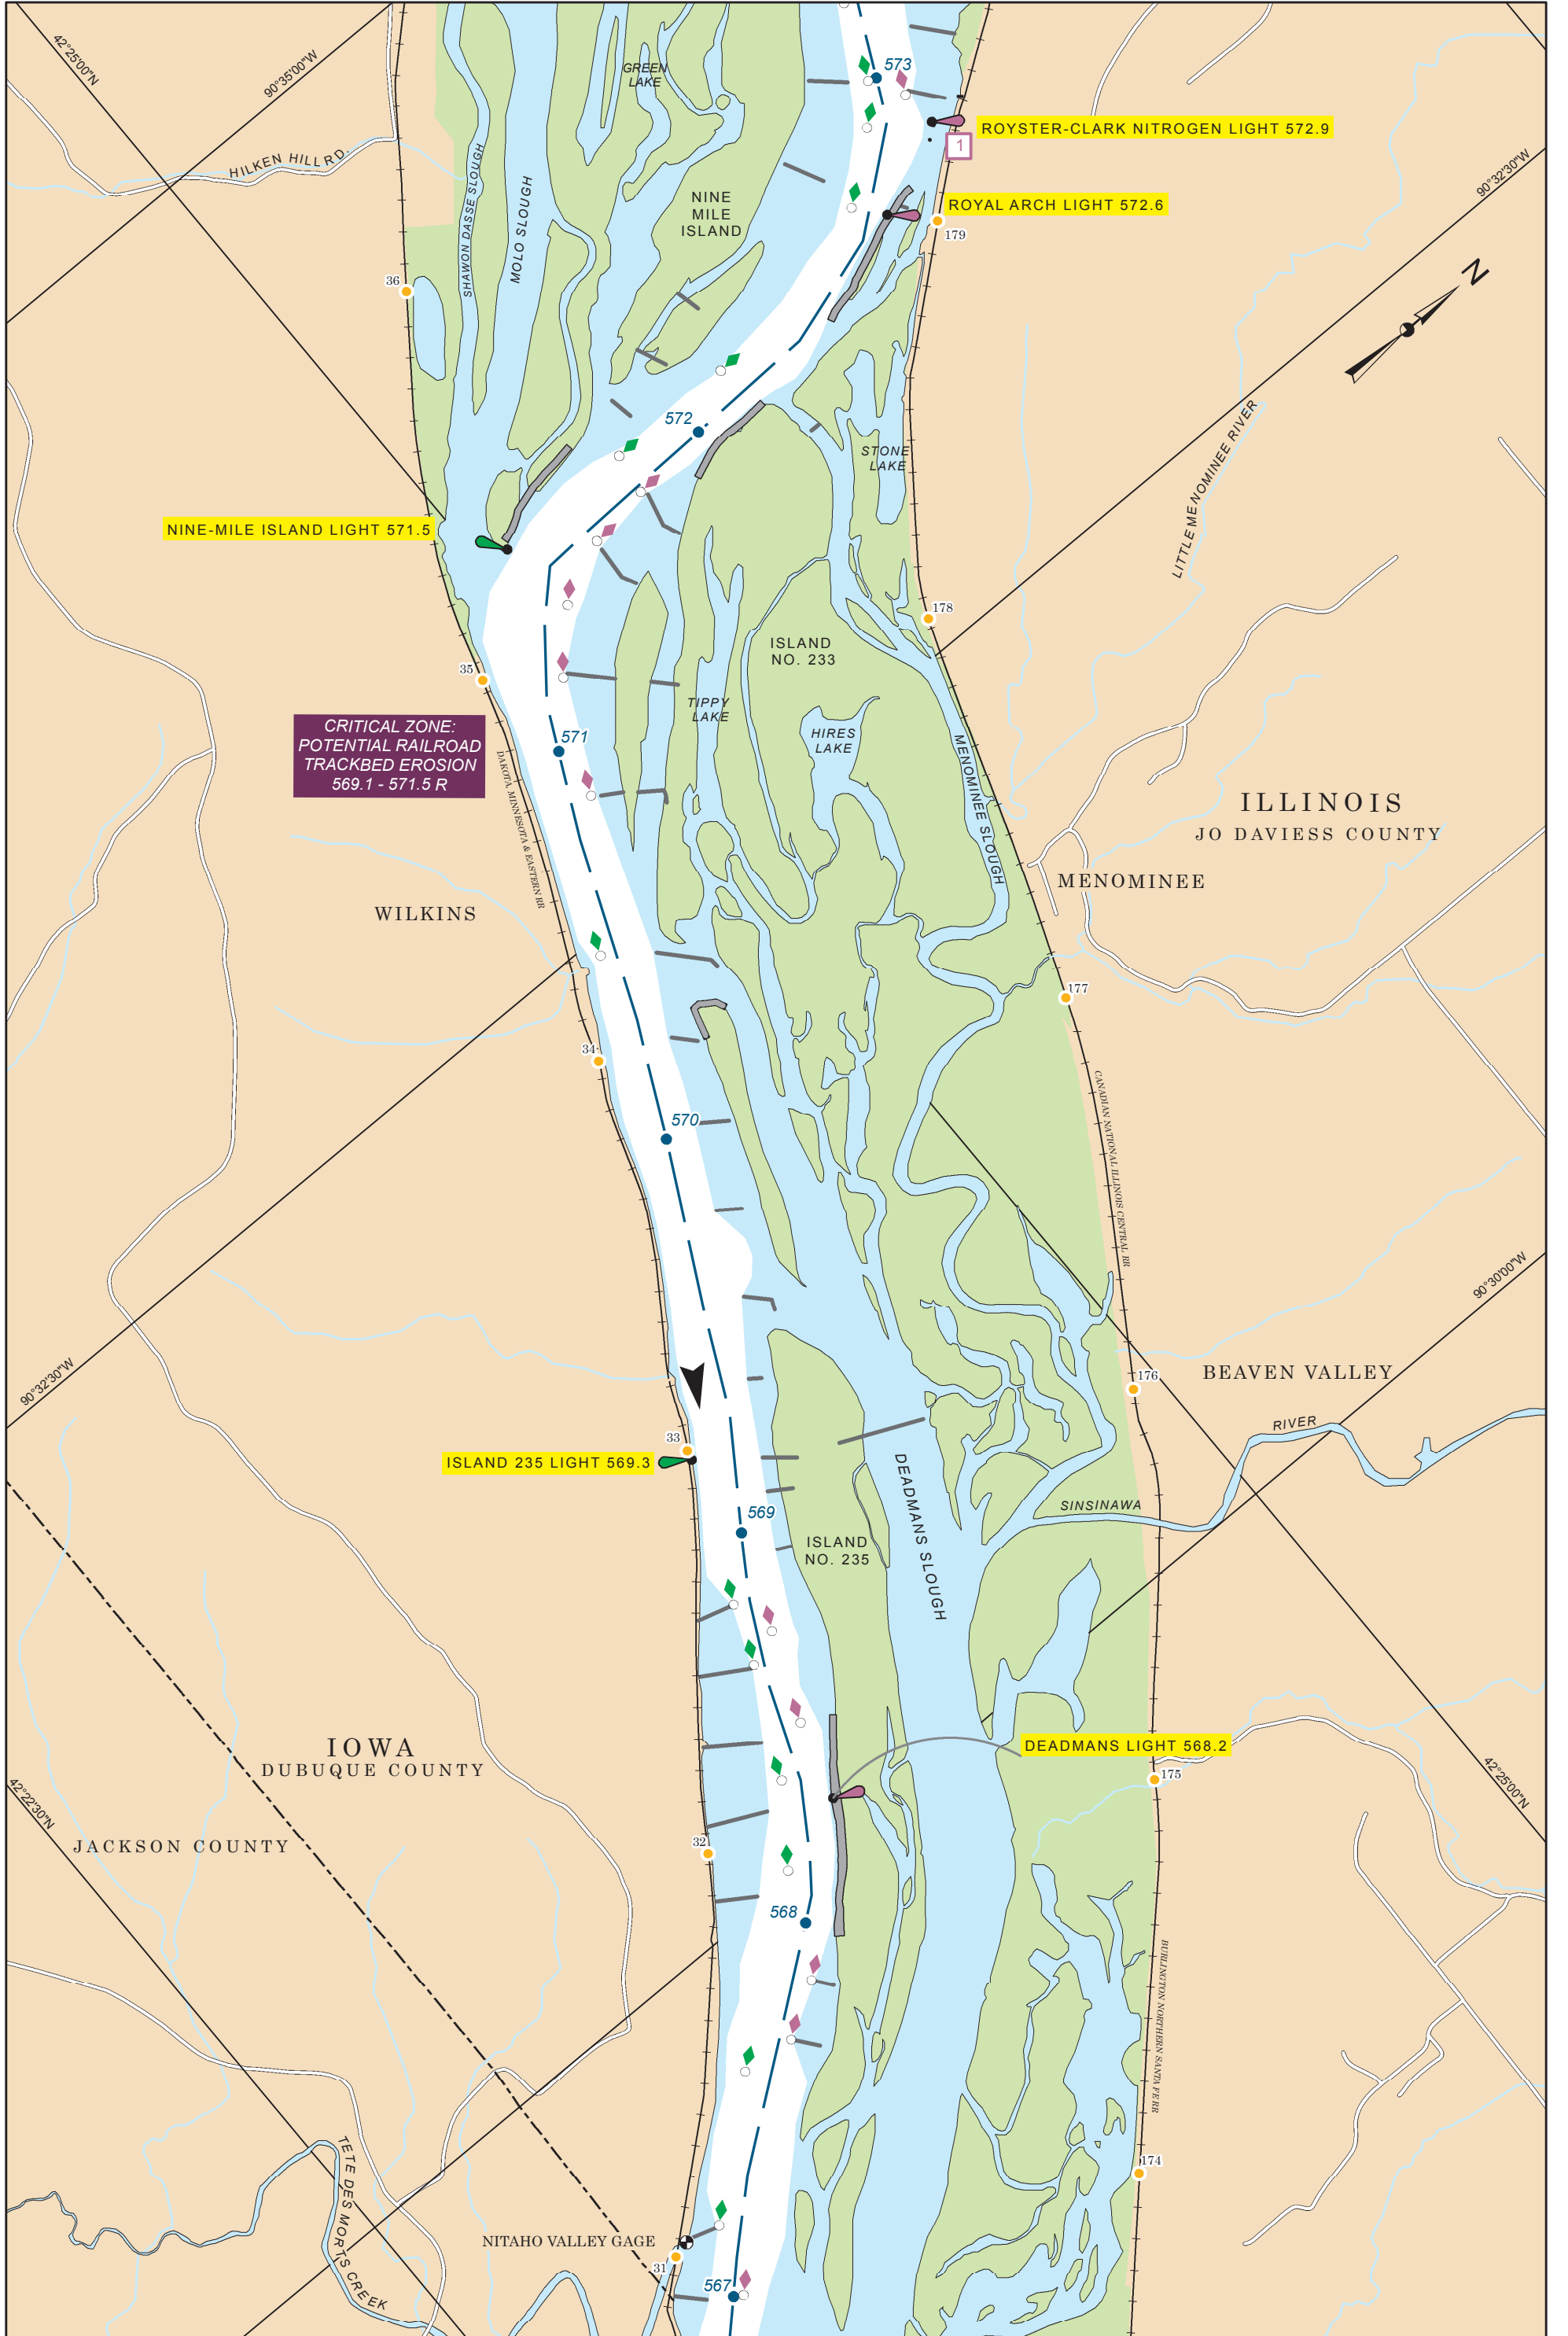 42°25'00"N
90°35'00"W
GREEN
LAKE
573
ROYSTER-CLARK NITROGEN LIGHT 572.9
1
HILKEN HILL RD.
90°32'30"W
SHAWON DASSE SLOUGH
MOLO SLOUGH
NINE
MILE
ISLAND
ROYAL ARCH LIGHT 572.6
179
N
36
572
STONE
LAKE
LITTLE MENOMINEE RIVER
NINE-MILE ISLAND LIGHT 571.5
178
ISLAND
NO. 233
35
TIPPY
LAKE
HIRES
LAKE
CRITICAL ZONE:
POTENTIAL RAILROAD
TRACKBED EROSION
569.1 - 571.5 R
571
DAKOTA, MINNESOTA & EASTERN RR
MENOMINEE SLOUGH
ILLINOIS
JO DAVIESS COUNTY
MENOMINEE
WILKINS
177
34
CANADIAN NATIONAL ILLINOIS CENTRAL RR
570
90°30'00"W
90°32'30"W
176
BEAVEN VALLEY
RIVER
33
ISLAND 235 LIGHT 569.3
DEADMANS SLOUGH
SINSINAWA
569
ISLAND
NO. 235
IOWA
DUBUQUE COUNTY
DEADMANS LIGHT 568.2
175
42°25'00"N
42°22'30"N
JACKSON COUNTY
32
568
BURLINGTON NORTHERN SANTA FE RR
174
TETE DES MORTS CREEK
NITAHO VALLEY GAGE
31
567